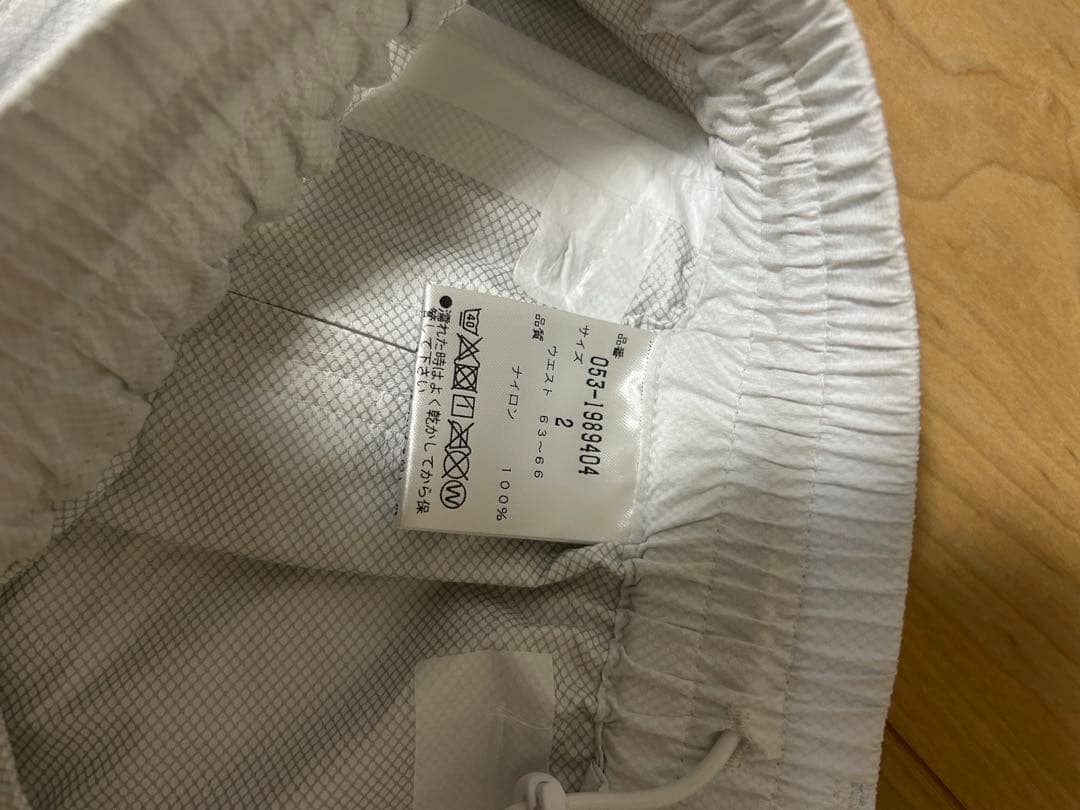 品番
053-1989404
サイズ 2
ウエスト 63~66
品質
ナイロン 100%
40
W
●濡れた時はよく乾かしてから保
管して下さい